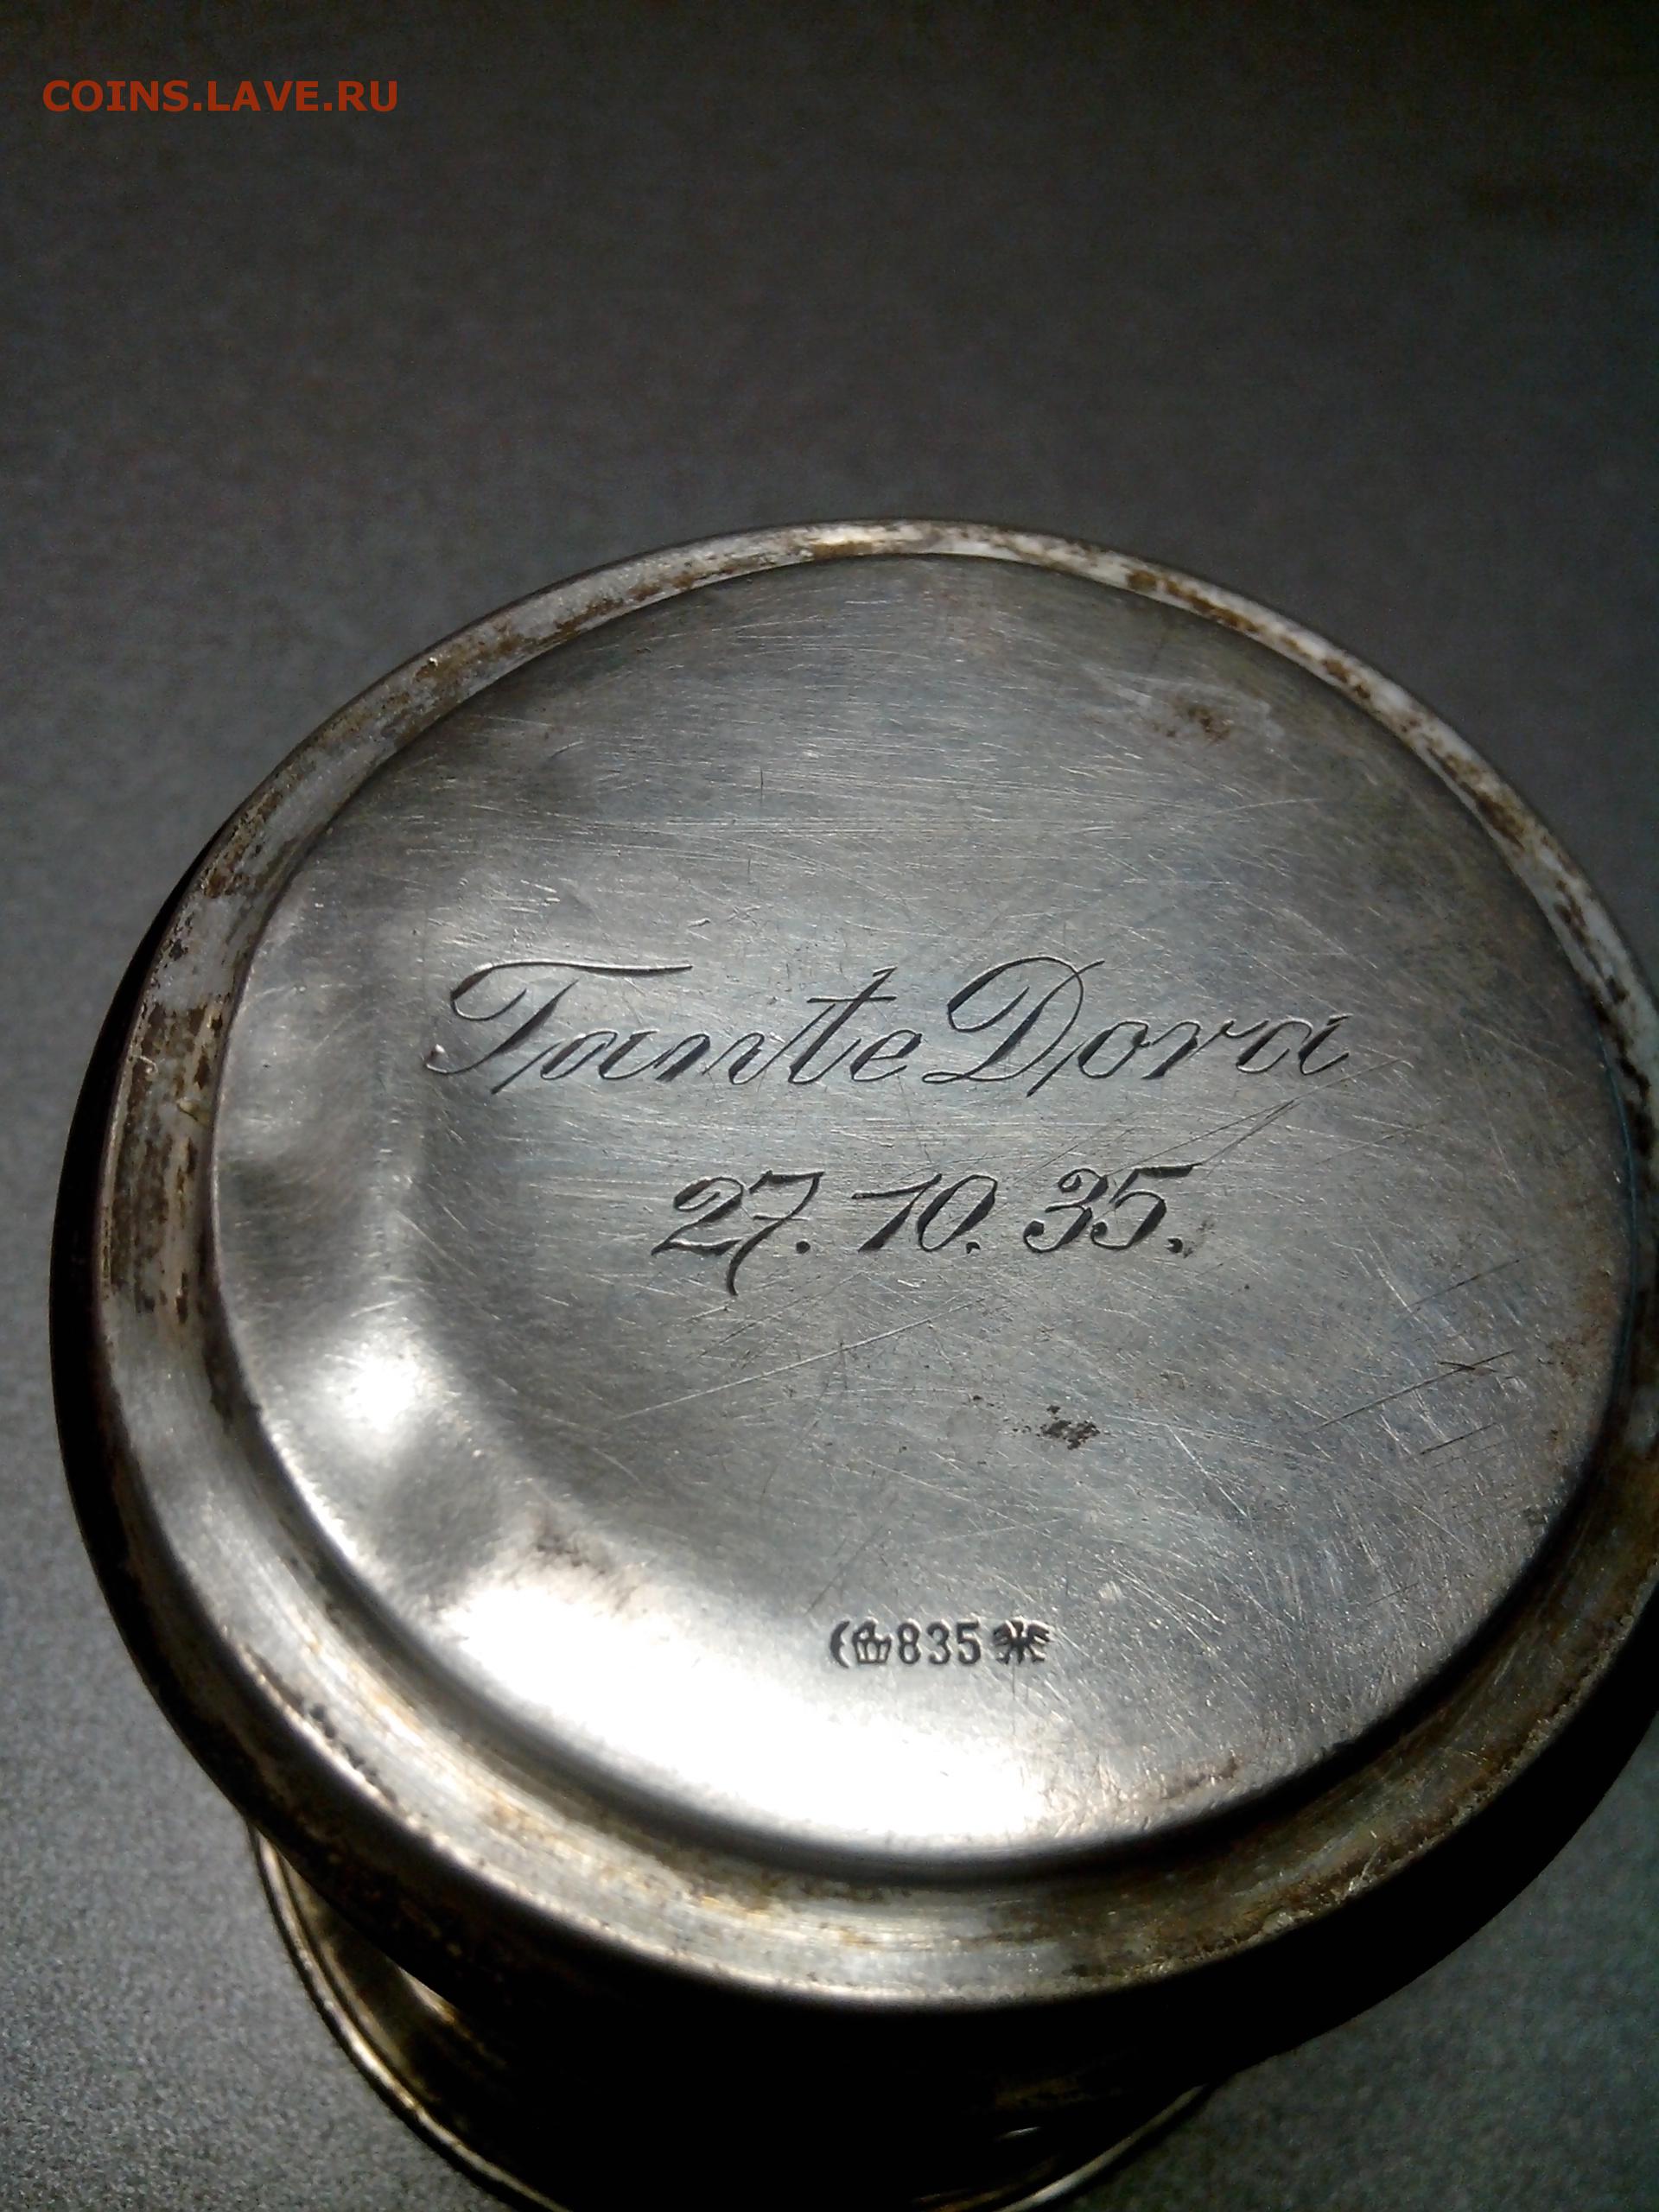 COINS.LAVE.RU
Tante Dora
27. 10. 35.
835